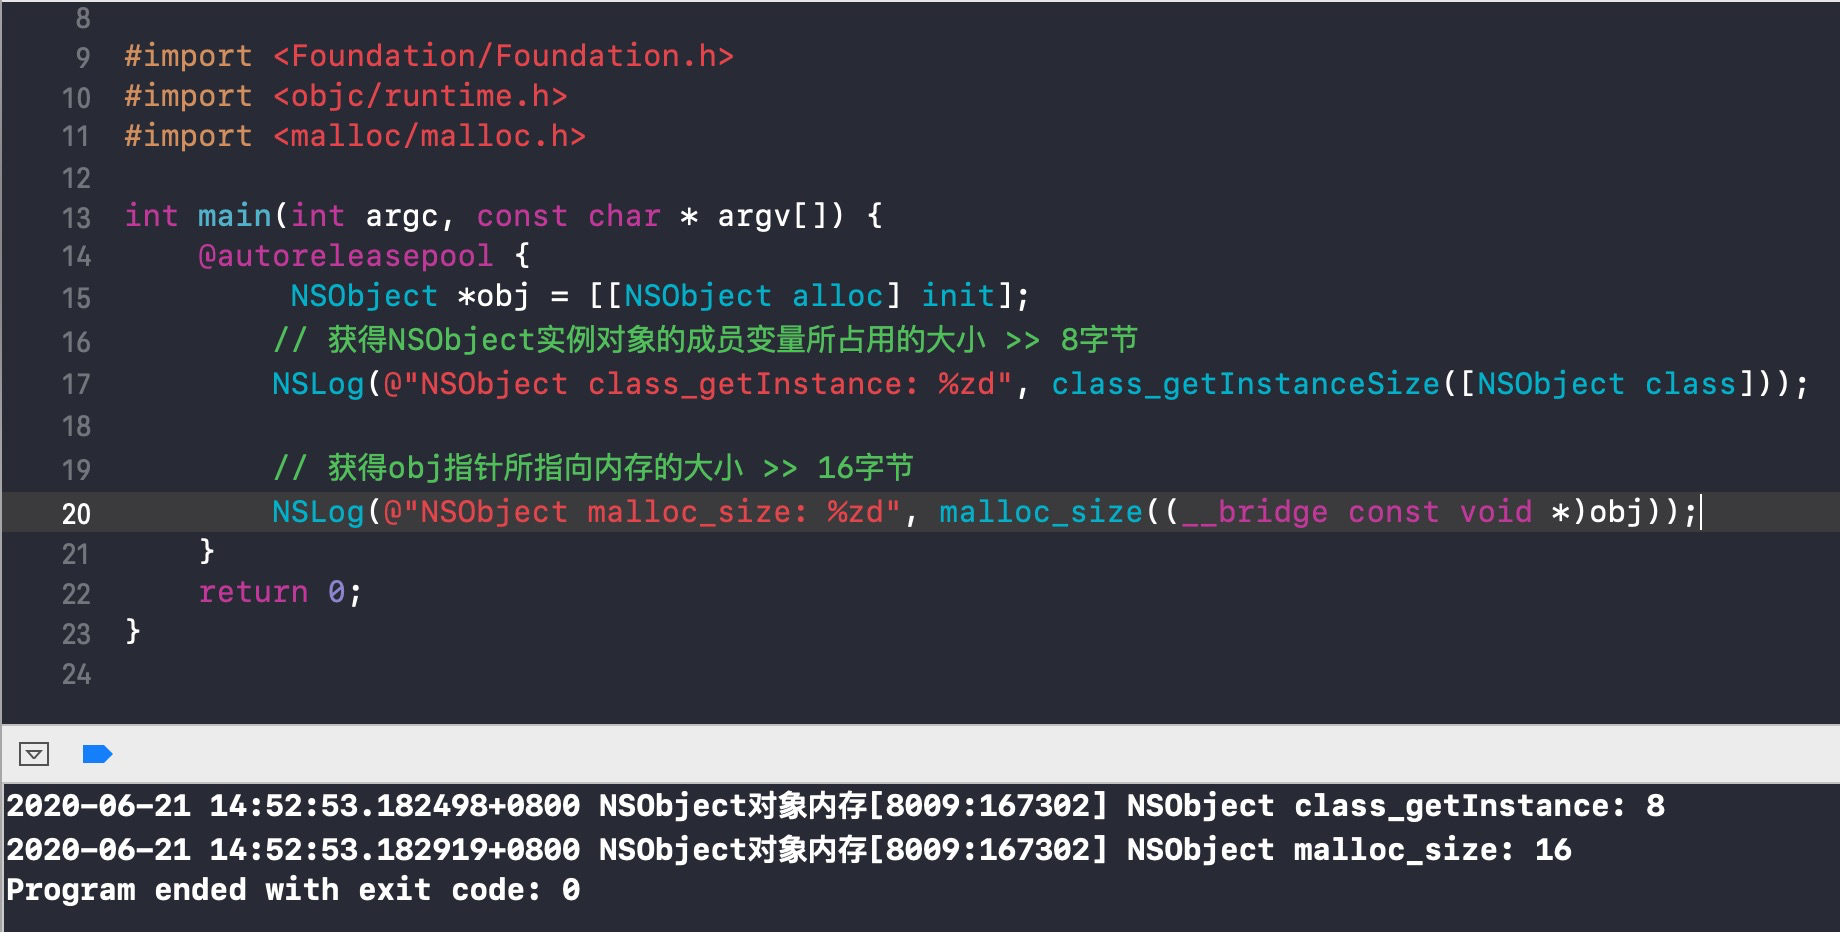 8
9 #import <Foundation/Foundation.h>
10 #import <objc/runtime.h>
11 #import <malloc/malloc.h>
12
13 int main(int argc, const char * argv[]) {
14 @autoreleasepool {
15 NSObject *obj = [[NSObject alloc] init];
16 // 获得NSObject实例对象的成员变量所占用的大小 >> 8字节
17 NSLog(@"NSObject class_getInstance: %zd", class_getInstanceSize([NSObject class]));
18
19 // 获得obj指针所指向内存的大小 >> 16字节
20 NSLog(@"NSObject malloc_size: %zd", malloc_size((__bridge const void *)obj));
21 }
22 return 0;
23 }
24
2020-06-21 14:52:53.182498+0800 NSObject对象内存[8009:167302] NSObject class_getInstance: 8
2020-06-21 14:52:53.182919+0800 NSObject对象内存[8009:167302] NSObject malloc_size: 16
Program ended with exit code: 0